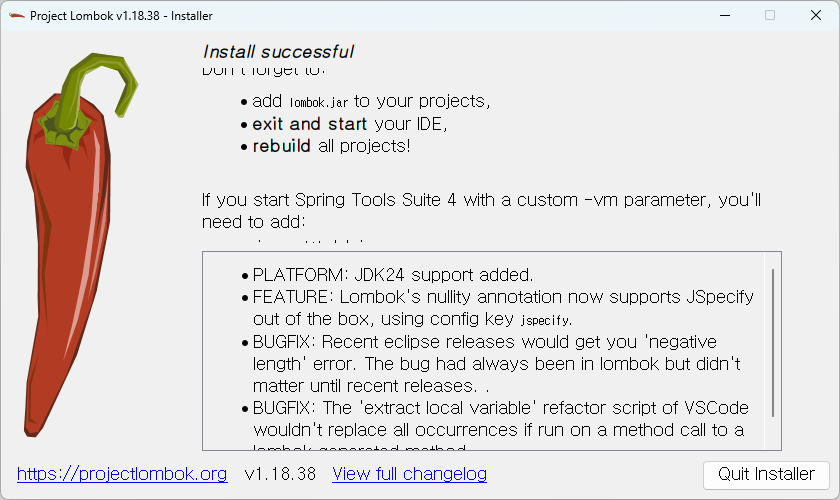 Project Lombok v1.18.38 - Installer
Install successful
Don't forget to:
• add lombok.jar to your projects,
• exit and start your IDE,
• rebuild all projects!
If you start Spring Tools Suite 4 with a custom -vm parameter, you'll
need to add:
• PLATFORM: JDK24 support added.
• FEATURE: Lombok's nullity annotation now supports JSpecify
out of the box, using config key jspecify.
• BUGFIX: Recent eclipse releases would get you 'negative
length' error. The bug had always been in lombok but didn't
matter until recent releases. .
• BUGFIX: The 'extract local variable' refactor script of VSCode
wouldn't replace all occurrences if run on a method call to a
lombok generated method.
https://projectlombok.org v1.18.38 View full changelog Quit Installer